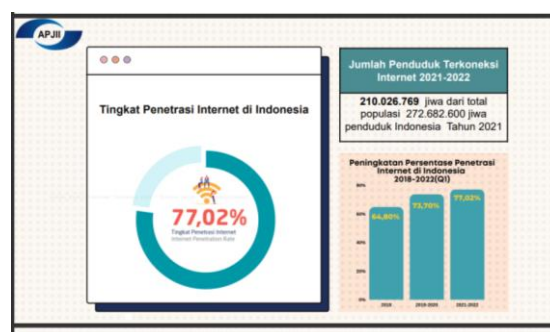 APJII
Tingkat Penetrasi Internet di Indonesia
77,02%
Tingkat Penetrasi Internet
Internet Penetration Rate
Jumlah Penduduk Terkoneksi
Internet 2021-2022
210.026.769 jiwa dari total
populasi 272.682.600 jiwa
penduduk Indonesia Tahun 2021
Peningkatan Persentase Penetrasi
Internet di Indonesia
2018-2022(Q1)
80%
60%
40%
20%
0%
64,80%
73,70%
77,02%
2018
2019-2020
2021-2022